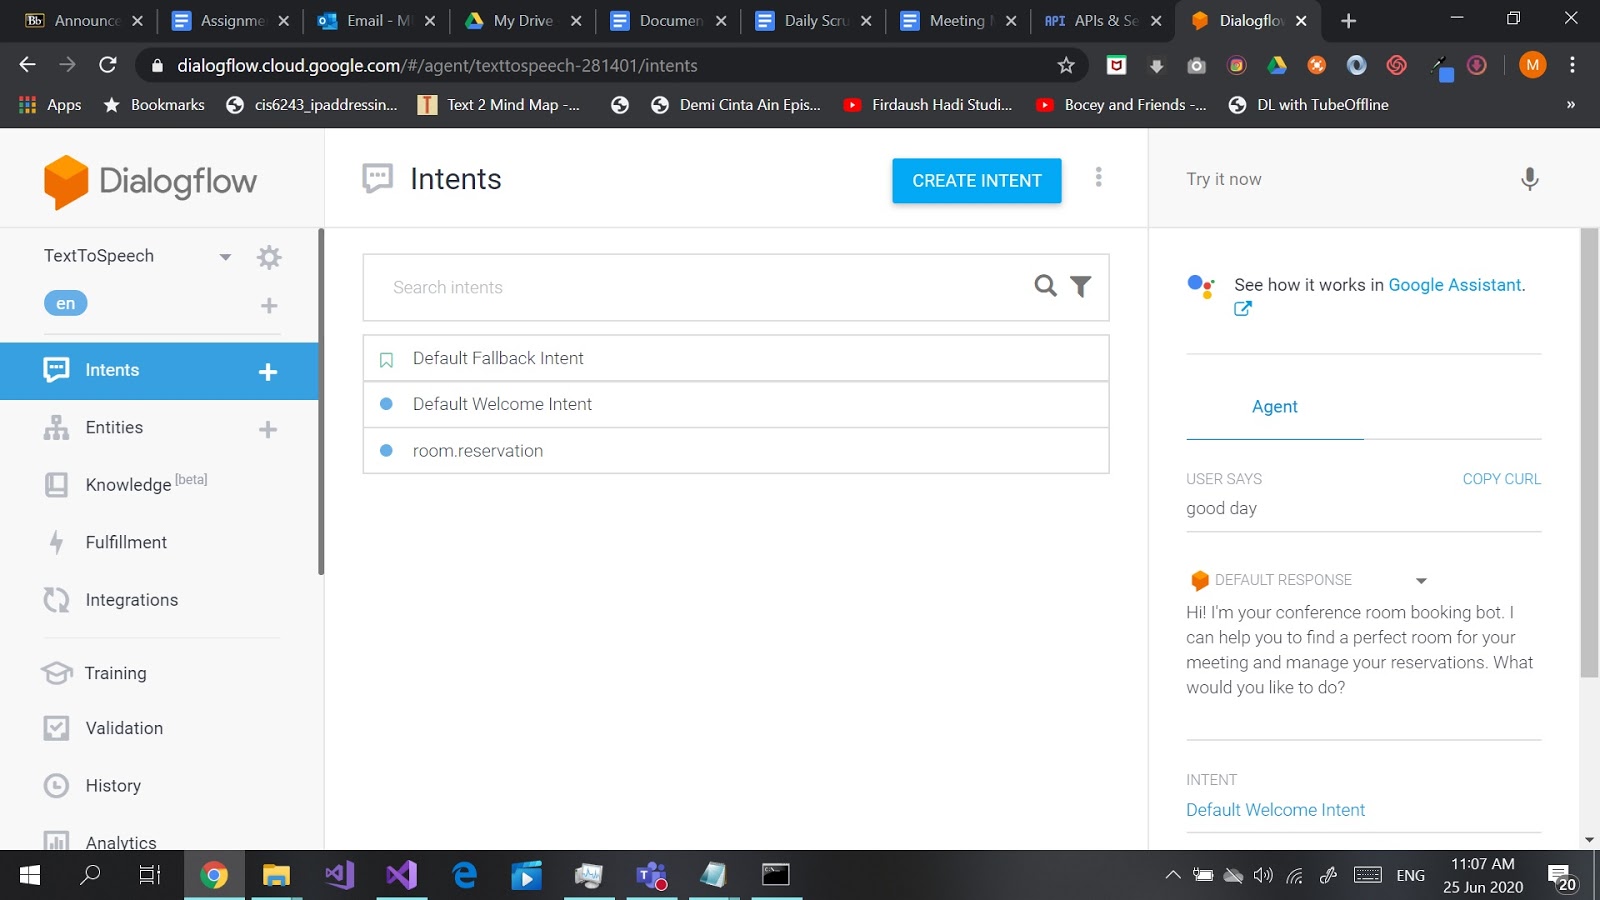 Bb Announce
Assignme
Email - M
My Drive
Documen
Daily Scru
Meeting
API APIs & Se
Dialogflow
dialogflow.cloud.google.com/#/agent/texttospeech-281401/intents
M
Apps
Bookmarks
cis6243_ipaddressin...
T Text 2 Mind Map -...
Demi Cinta Ain Epis...
Firdaush Hadi Studi...
Bocey and Friends -...
DL with TubeOffline
»
Dialogflow
Intents
CREATE INTENT
Try it now
TextToSpeech
en
Intents
Entities
Knowledge [beta]
Fulfillment
Integrations
Training
Validation
History
Analytics
Search intents
Default Fallback Intent
Default Welcome Intent
room.reservation
See how it works in Google Assistant.
Agent
USER SAYS
COPY CURL
good day
DEFAULT RESPONSE
Hi! I'm your conference room booking bot. I
can help you to find a perfect room for your
meeting and manage your reservations. What
would you like to do?
INTENT
Default Welcome Intent
ENG
11:07 AM
25 Jun 2020
20